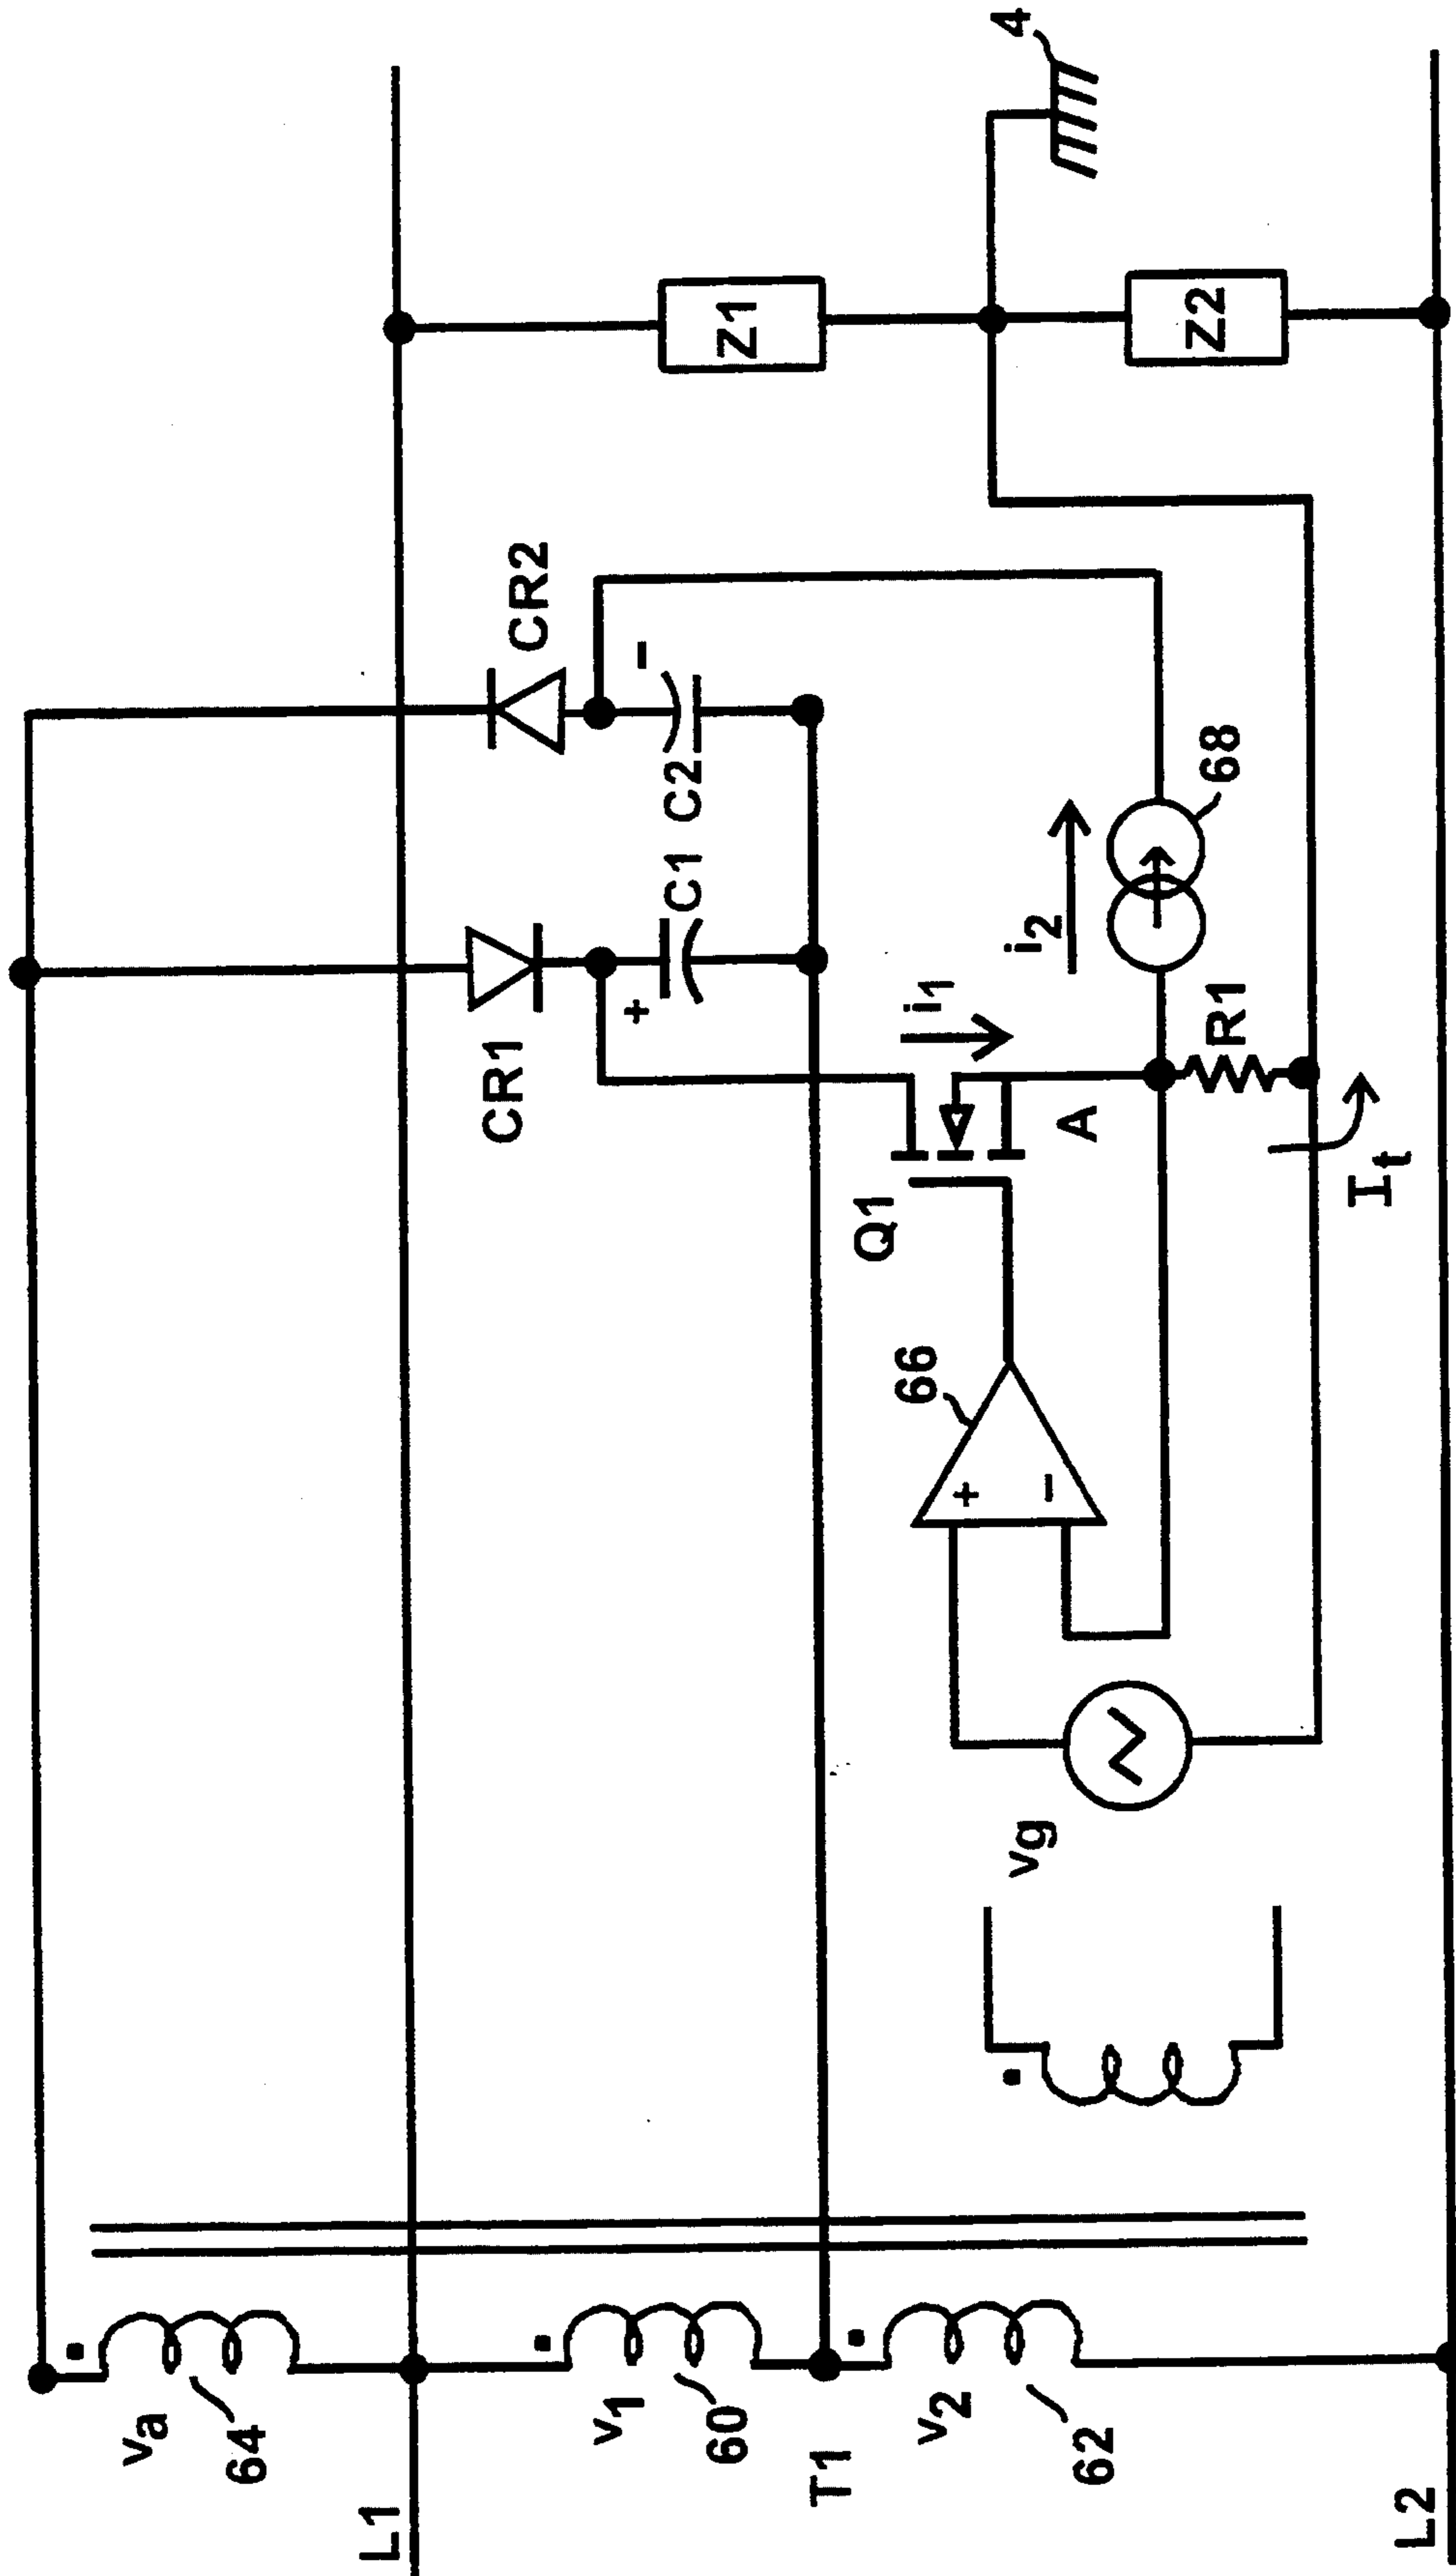 va
64
L1
v1
60
T1
v2
62
L2
vg
66
+
−
Q1
A
CR1
+
C1
i1
i2
R1
It
CR2
−
C2
68
Z1
Z2
4